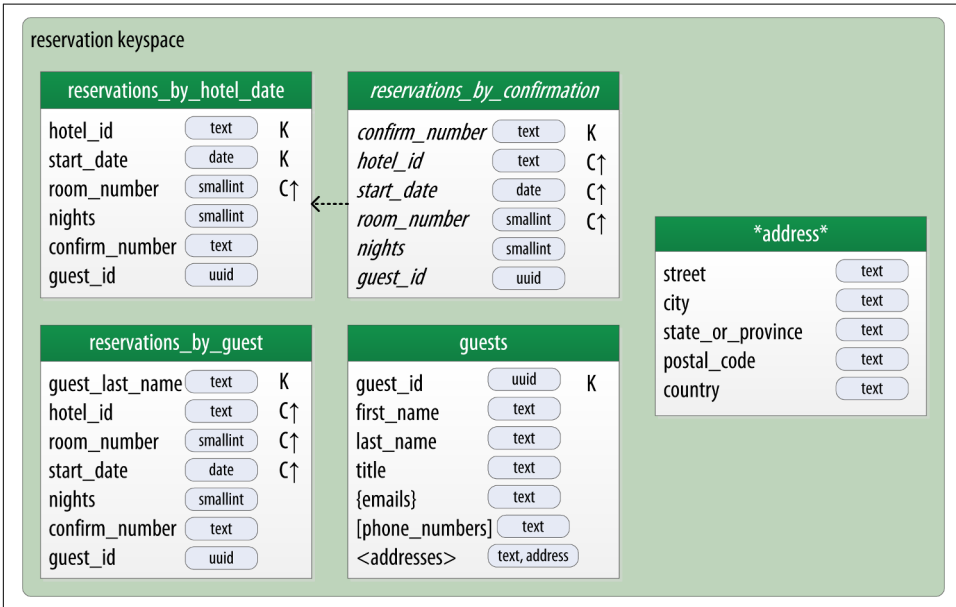 reservation keyspace
reservations_by_hotel_date
hotel_id text K
start_date date K
room_number smallint C↑
nights smallint
confirm_number text
guest_id uuid
reservations_by_confirmation
confirm_number text K
hotel_id text C↑
start_date date C↑
room_number smallint C↑
nights smallint
guest_id uuid
reservations_by_guest
guest_last_name text K
hotel_id text C↑
room_number smallint C↑
start_date date C↑
nights smallint
confirm_number text
guest_id uuid
guests
guest_id uuid K
first_name text
last_name text
title text
{emails} text
[phone_numbers] text
<addresses> text, address
*address*
street text
city text
state_or_province text
postal_code text
country text